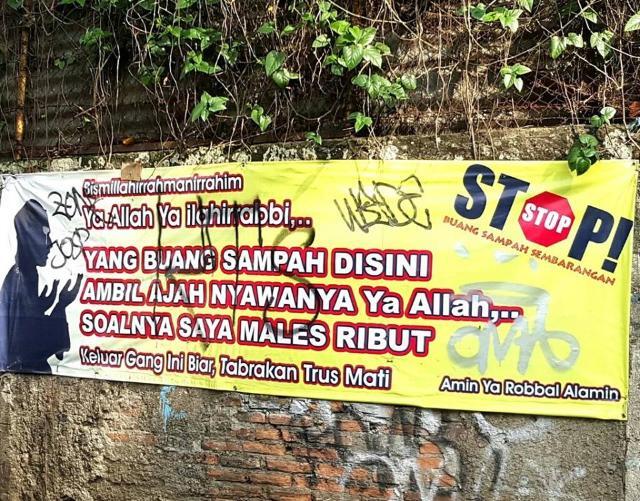 Bismillahirrahmanirrahim
Ya Allah Ya ilahirrabbi,..
YANG BUANG SAMPAH DISINI
AMBIL AJAH NYAWANYA Ya Allah,..
SOALNYA SAYA MALES RIBUT
Keluar Gang Ini Biar, Tabrakan Trus Mati
STOP!
STOP
BUANG SAMPAH SEMBARANGAN
Amin Ya Robbal Alamin